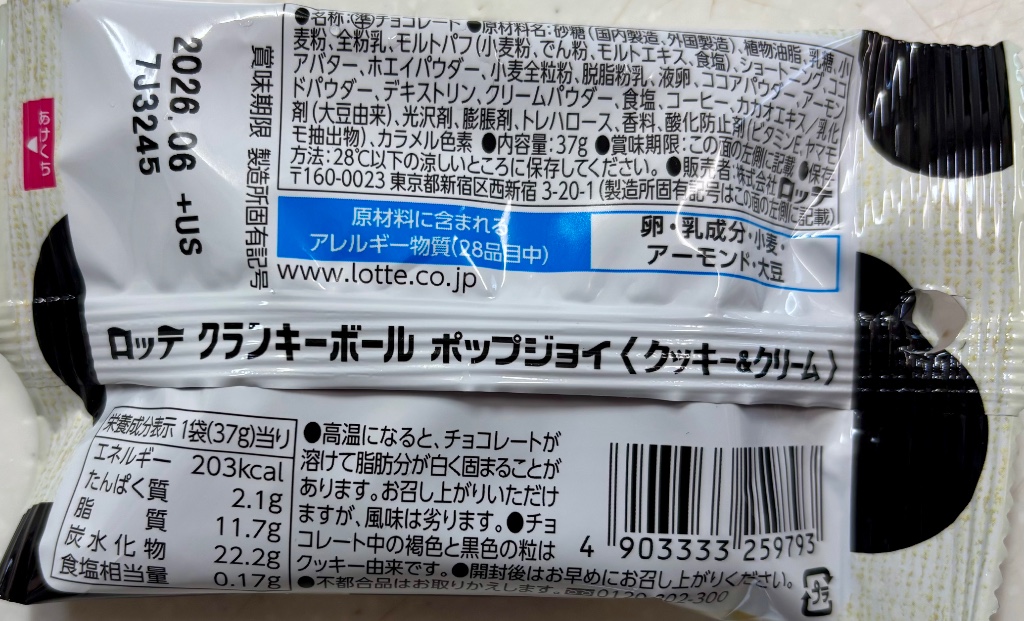 ●名称:準チョコレート ●原材料名:砂糖(国内製造、外国製造)、植物油脂、乳糖、小
麦粉、全粉乳、モルトパフ(小麦粉、でん粉、モルトエキス、食塩)、ショートニング、ココ
アバター、ホエイパウダー、小麦全粒粉、脱脂粉乳、液卵、ココアパウダー、アーモン
ドパウダー、デキストリン、クリームパウダー、食塩、コーヒー、カカオエキス/乳化
剤(大豆由来)、光沢剤、膨脹剤、トレハロース、香料、酸化防止剤(ビタミンE、ヤマモ
モ抽出物)、カラメル色素 ●内容量:37g ●賞味期限:この面の左側に記載 ●保存
方法:28℃以下の涼しいところに保存してください。 ●販売者:株式会社ロッテ
〒160-0023 東京都新宿区西新宿3-20-1(製造所固有記号はこの面の左側に記載)
賞味期限 製造所固有記号
2026.06 +US
7J3245
あけくち
原材料に含まれる
アレルギー物質(28品目中)
卵・乳成分・小麦・
アーモンド・大豆
www.lotte.co.jp
ロッテ クランキーボール ポップジョイ〈クッキー&クリーム〉
栄養成分表示 1袋(37g)当り
エネルギー 203kcal
たんぱく質 2.1g
脂質 11.7g
炭水化物 22.2g
食塩相当量 0.17g
●高温になると、チョコレートが
溶けて脂肪分が白く固まることが
あります。お召し上がりいただけ
ますが、風味は劣ります。●チョ
コレート中の褐色と黒色の粒は
クッキー由来です。●開封後はお早めにお召し上がりください。
●不都合品はお取りかえします。 0120-302-300
4 903333 259793
プラ